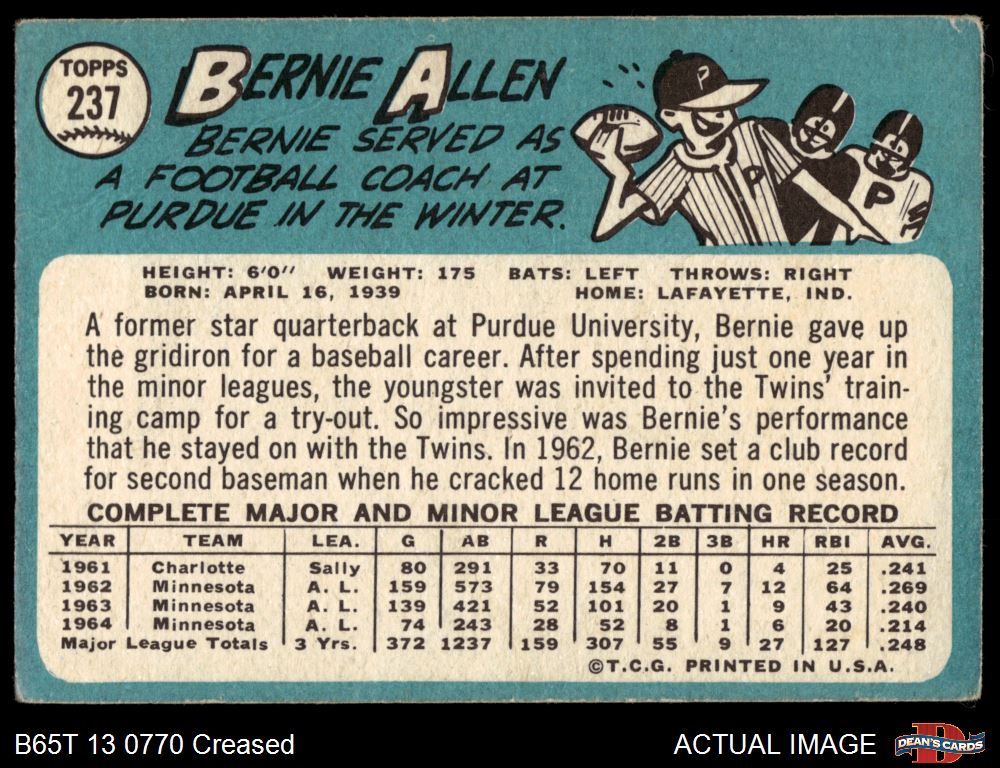 TOPPS
237
BERNIE ALLEN
BERNIE SERVED AS
A FOOTBALL COACH AT
PURDUE IN THE WINTER.
P
P
P
HEIGHT: 6'0" WEIGHT: 175 BATS: LEFT THROWS: RIGHT
BORN: APRIL 16, 1939 HOME: LAFAYETTE, IND.
A former star quarterback at Purdue University, Bernie gave up
the gridiron for a baseball career. After spending just one year in
the minor leagues, the youngster was invited to the Twins' train-
ing camp for a try-out. So impressive was Bernie's performance
that he stayed on with the Twins. In 1962, Bernie set a club record
for second baseman when he cracked 12 home runs in one season.
COMPLETE MAJOR AND MINOR LEAGUE BATTING RECORD
YEAR TEAM LEA. G AB R H 2B 3B HR RBI AVG.
1961 Charlotte Sally 80 291 33 70 11 0 4 25 .241
1962 Minnesota A. L. 159 573 79 154 27 7 12 64 .269
1963 Minnesota A. L. 139 421 52 101 20 1 9 43 .240
1964 Minnesota A. L. 74 243 28 52 8 1 6 20 .214
Major League Totals 3 Yrs. 372 1237 159 307 55 9 27 127 .248
©T.C.G. PRINTED IN U.S.A.
B65T 13 0770 Creased
ACTUAL IMAGE
D
DEAN'S CARDS